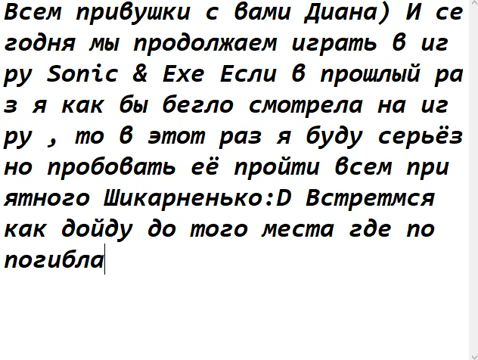 Всем привушки с вами Диана) И се
годня мы продолжаем играть в иг
ру Sonic & Exe Если в прошлый ра
з я как бы бегло смотрела на иг
ру , то в этот раз я буду серьёз
но пробовать её пройти всем при
ятного Шикарненько:D Встретмся
как дойду до того места где по
погибла